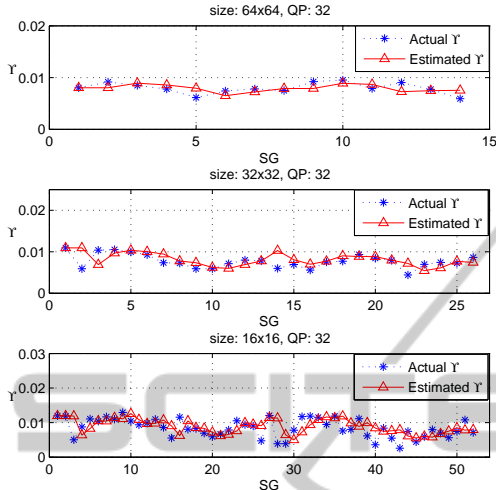 size: 64x64, QP: 32
0.02
Actual ϒ
Estimated ϒ
0.01
ϒ
0
0 5 10 15
SG
size: 32x32, QP: 32
0.02
Actual ϒ
Estimated ϒ
ϒ
0.01
0
0 5 10 15 20 25
SG
size: 16x16, QP: 32
0.03
Actual ϒ
Estimated ϒ
0.02
ϒ
0.01
0
0 10 20 30 40 50
SG